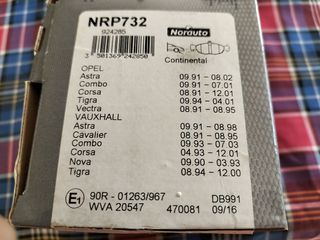 NRP732
924285
3 501369 242850
Norauto
Continental
OPEL
Astra 09.91 - 08.02
Combo 09.91 - 07.01
Corsa 08.91 - 12.01
Tigra 09.94 - 04.01
Vectra 08.91 - 08.95
VAUXHALL
Astra 09.91 - 08.98
Cavalier 08.91 - 08.95
Combo 09.93 - 07.03
Corsa 04.93 - 12.01
Nova 09.90 - 03.93
Tigra 08.94 - 12.00
E1 90R - 01263/967 DB991
WVA 20547 470081 09/16